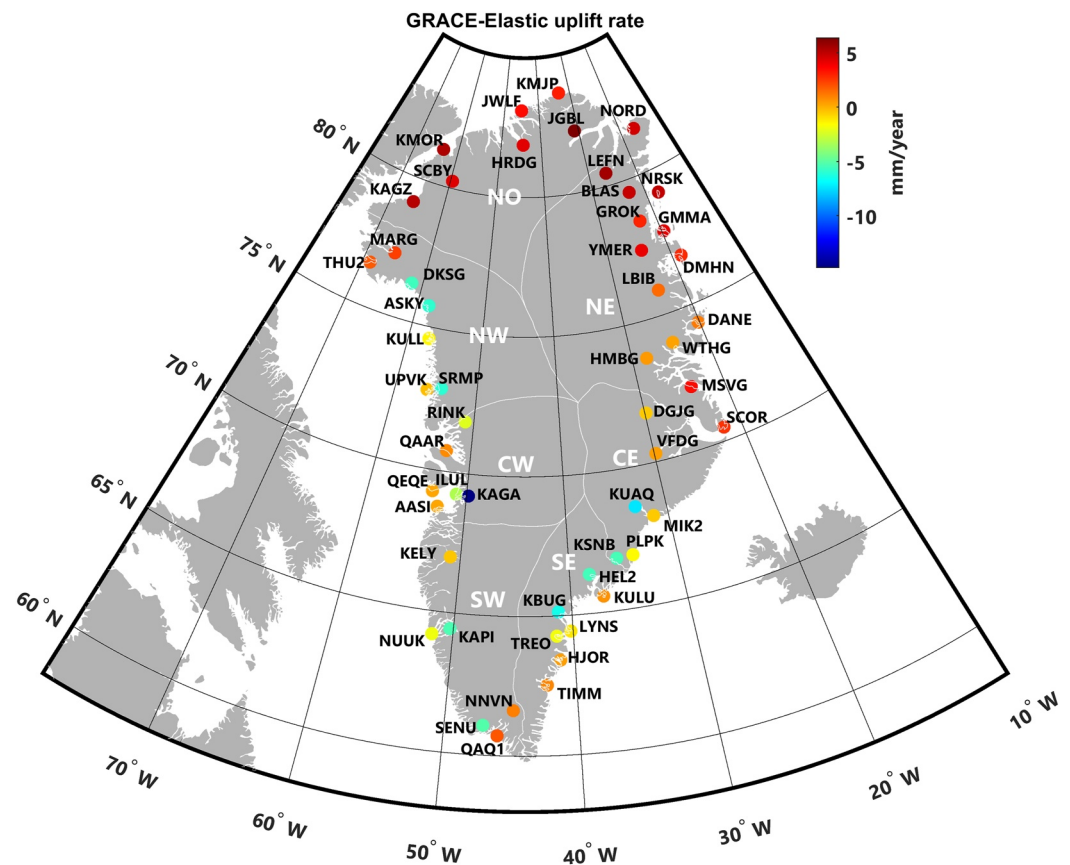 GRACE-Elastic uplift rate
5
0
-5
-10
mm/year
80° N
75° N
70° N
65° N
60° N
70° W
60° W
50° W
40° W
30° W
20° W
10° W
KMJP
JWLF
JGBL
NORD
KMOR
HRDG
LEFN
SCBY
NRSK
KAGZ
BLAS
NO
GROK
GMMA
MARG
YMER
THU2
DMHN
DKSG
LBIB
ASKY
NE
DANE
NW
KULL
WTHG
HMBG
UPVK
SRMP
MSVG
RINK
DGJG
SCOR
QAAR
VFDG
CW
CE
QEQE
ILUL
KAGA
KUAQ
AASI
MIK2
KSNB
PLPK
KELY
SE
HEL2
SW
KBUG
KULU
LYNS
NUUK
KAPI
TREO
HJOR
TIMM
NNVN
SENU
QAQ1